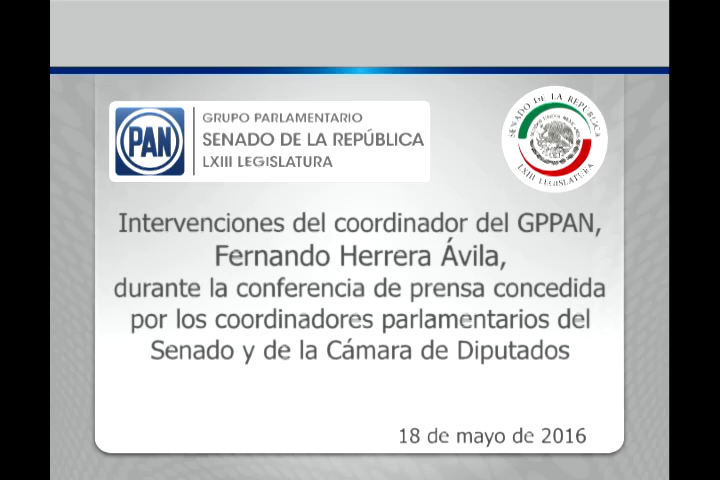 PAN
GRUPO PARLAMENTARIO
SENADO DE LA REPÚBLICA
LXIII LEGISLATURA
SENADO DE LA REPÚBLICA
LXIII LEGISLATURA
Intervenciones del coordinador del GPPAN,
Fernando Herrera Ávila,
durante la conferencia de prensa concedida
por los coordinadores parlamentarios del
Senado y de la Cámara de Diputados
18 de mayo de 2016